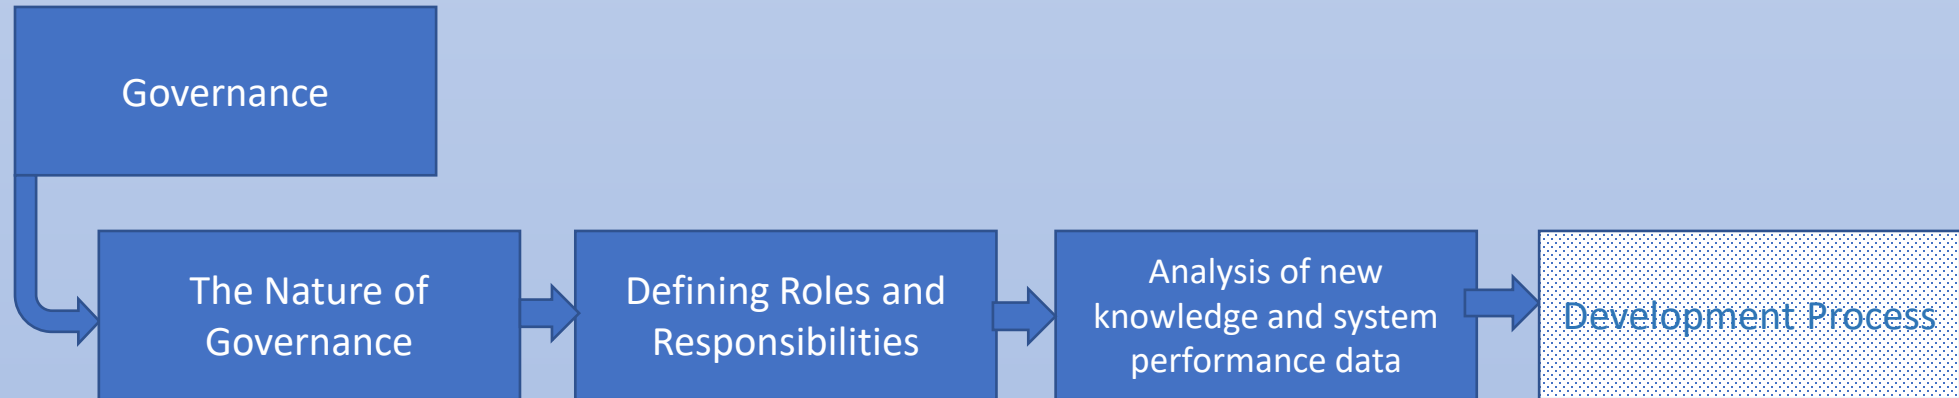 Governance
The Nature of
Governance
Defining Roles and
Responsibilities
Analysis of new
knowledge and system
performance data
Development Process